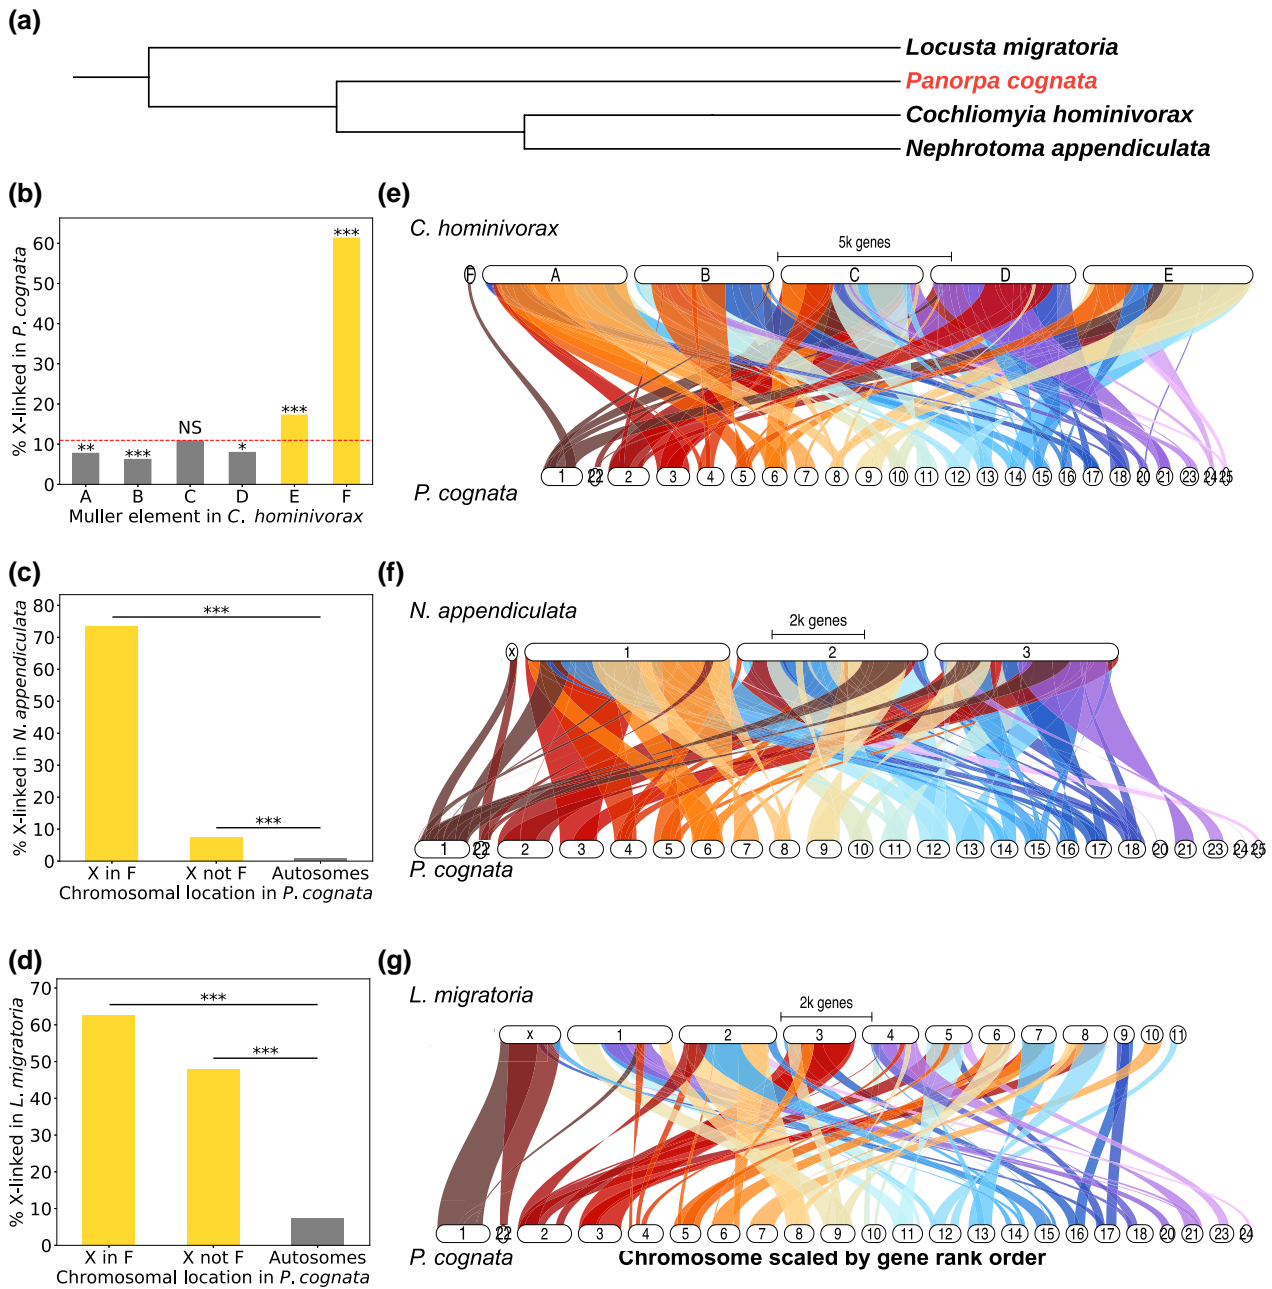 (a)
Locusta migratoria
Panorpa cognata
Cochliomyia hominivorax
Nephrotoma appendiculata
(b)
% X-linked in P. cognata
60
50
40
30
20
10
0
** *** NS * *** ***
A B C D E F
Muller element in C. hominivorax
(e)
C. hominivorax
5k genes
F A B C D E
1 22 2 3 4 5 6 7 8 9 10 11 12 13 14 15 16 17 18 20 21 23 24 25
P. cognata
(c)
% X-linked in N. appendiculata
80
70
60
50
40
30
20
10
0
***
***
X in F X not F Autosomes
Chromosomal location in P. cognata
(f)
N. appendiculata
2k genes
x 1 2 3
1 22 2 3 4 5 6 7 8 9 10 11 12 13 14 15 16 17 18 20 21 23 24 25
P. cognata
(d)
% X-linked in L. migratoria
70
60
50
40
30
20
10
0
***
***
X in F X not F Autosomes
Chromosomal location in P. cognata
(g)
L. migratoria
2k genes
x 1 2 3 4 5 6 7 8 9 10 11
1 22 2 3 4 5 6 7 8 9 10 11 12 13 14 15 16 17 18 20 21 23 24
P. cognata
Chromosome scaled by gene rank order